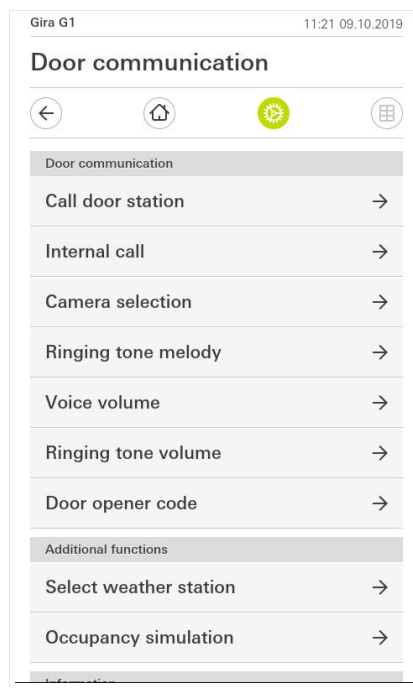 Gira G1 11:21 09.10.2019
Door communication
Door communication
Call door station
Internal call
Camera selection
Ringing tone melody
Voice volume
Ringing tone volume
Door opener code
Additional functions
Select weather station
Occupancy simulation
Information